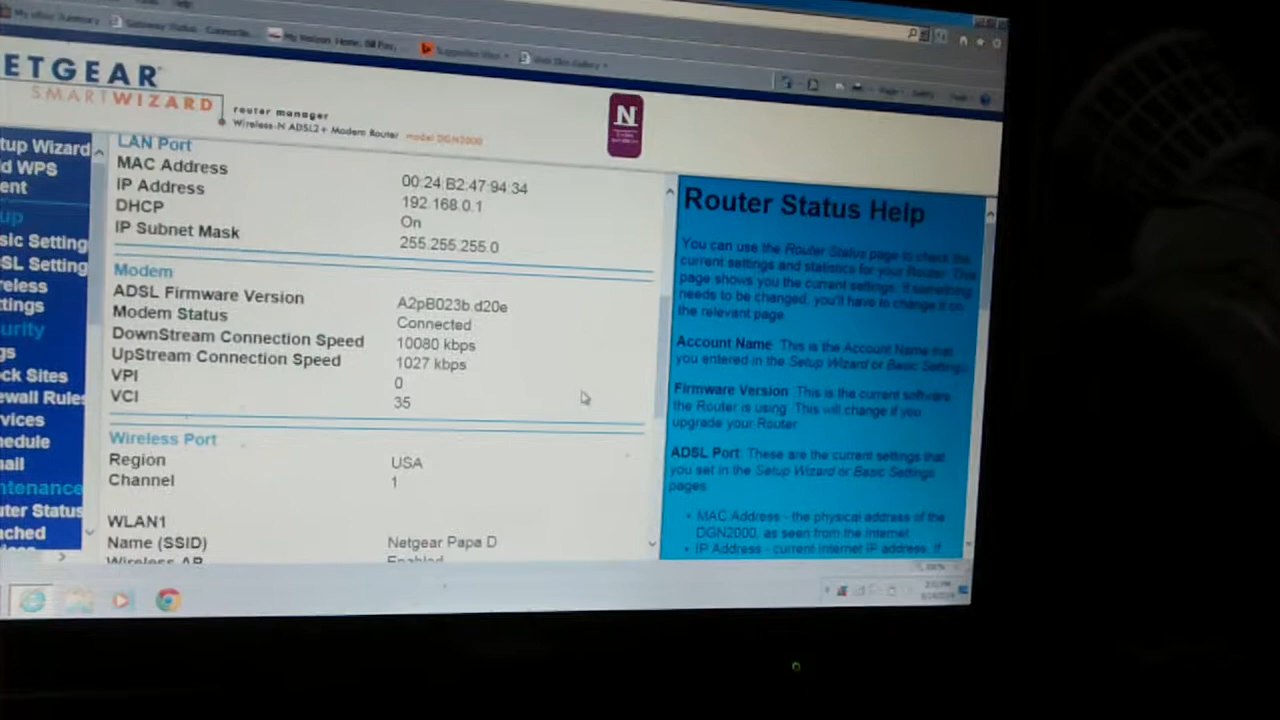 ETGEAR
SMARTWIZARD
router manager
Wireless-N ADSL2+ Modem Router model DGN2000
N
tup Wizard
d WPS
ent
up
sic Setting
SL Setting
reless
ttings
urity
gs
ck Sites
ewall Rules
vices
hedule
ail
ntenance
uter Status
ached
LAN Port
MAC Address 00:24:B2:47:94:34
IP Address 192.168.0.1
DHCP On
IP Subnet Mask 255.255.255.0
Modem
ADSL Firmware Version A2pB023b.d20e
Modem Status Connected
DownStream Connection Speed 10080 kbps
UpStream Connection Speed 1027 kbps
VPI 0
VCI 35
Wireless Port
Region USA
Channel 1
WLAN1
Name (SSID) Netgear Papa D
Wireless AP Enabled
Router Status Help
You can use the Router Status page to check the
current settings and statistics for your Router. This
page shows you the current settings. If something
needs to be changed, you'll have to change it on
the relevant page.
Account Name: This is the Account Name that
you entered in the Setup Wizard or Basic Settings.
Firmware Version: This is the current software
the Router is using. This will change if you
upgrade your Router.
ADSL Port: These are the current settings that
you set in the Setup Wizard or Basic Settings
pages.
• MAC Address - the physical address of the
DGN2000, as seen from the Internet.
• IP Address - current Internet IP address. If